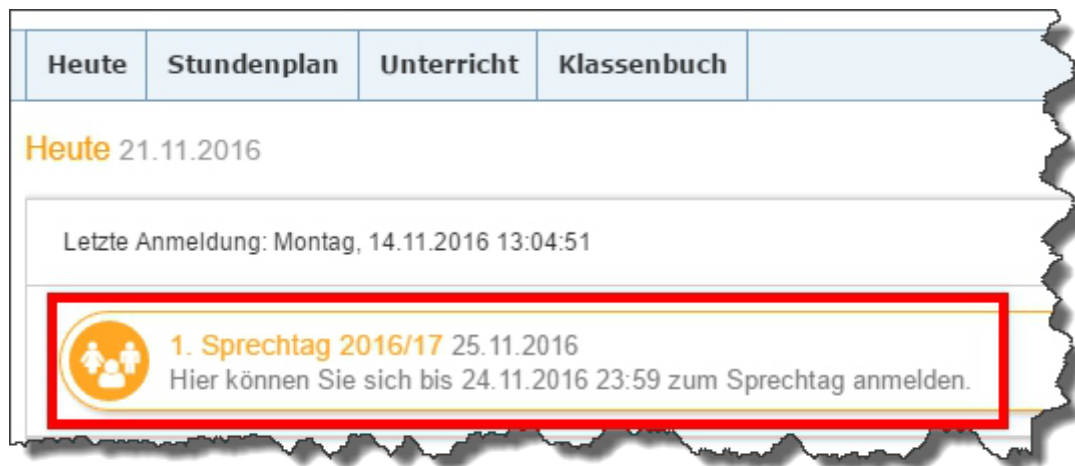 Heute Stundenplan Unterricht Klassenbuch
Heute 21.11.2016
Letzte Anmeldung: Montag, 14.11.2016 13:04:51
1. Sprechtag 2016/17 25.11.2016
Hier können Sie sich bis 24.11.2016 23:59 zum Sprechtag anmelden.